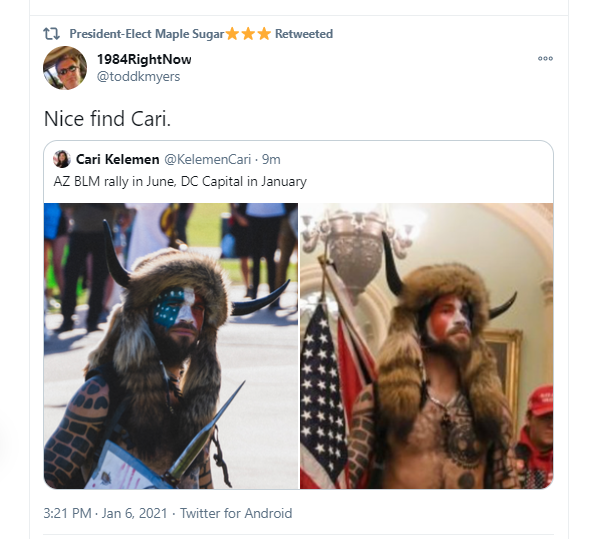 President-Elect Maple Sugar⭐⭐⭐ Retweeted
1984RightNow
@toddkmyers
Nice find Cari.
Cari Kelemen @KelemenCari · 9m
AZ BLM rally in June, DC Capital in January
3:21 PM · Jan 6, 2021 · Twitter for Android